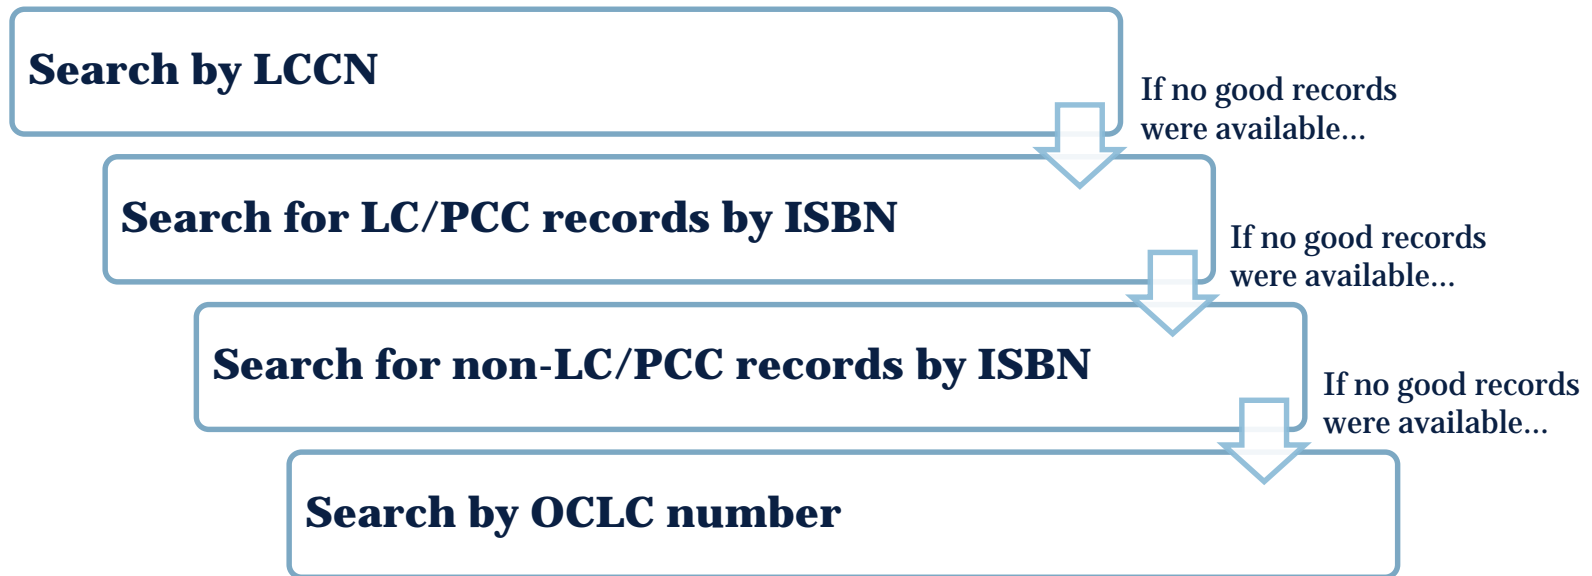 Search by LCCN
If no good records
were available...
Search for LC/PCC records by ISBN
If no good records
were available...
Search for non-LC/PCC records by ISBN
If no good records
were available...
Search by OCLC number